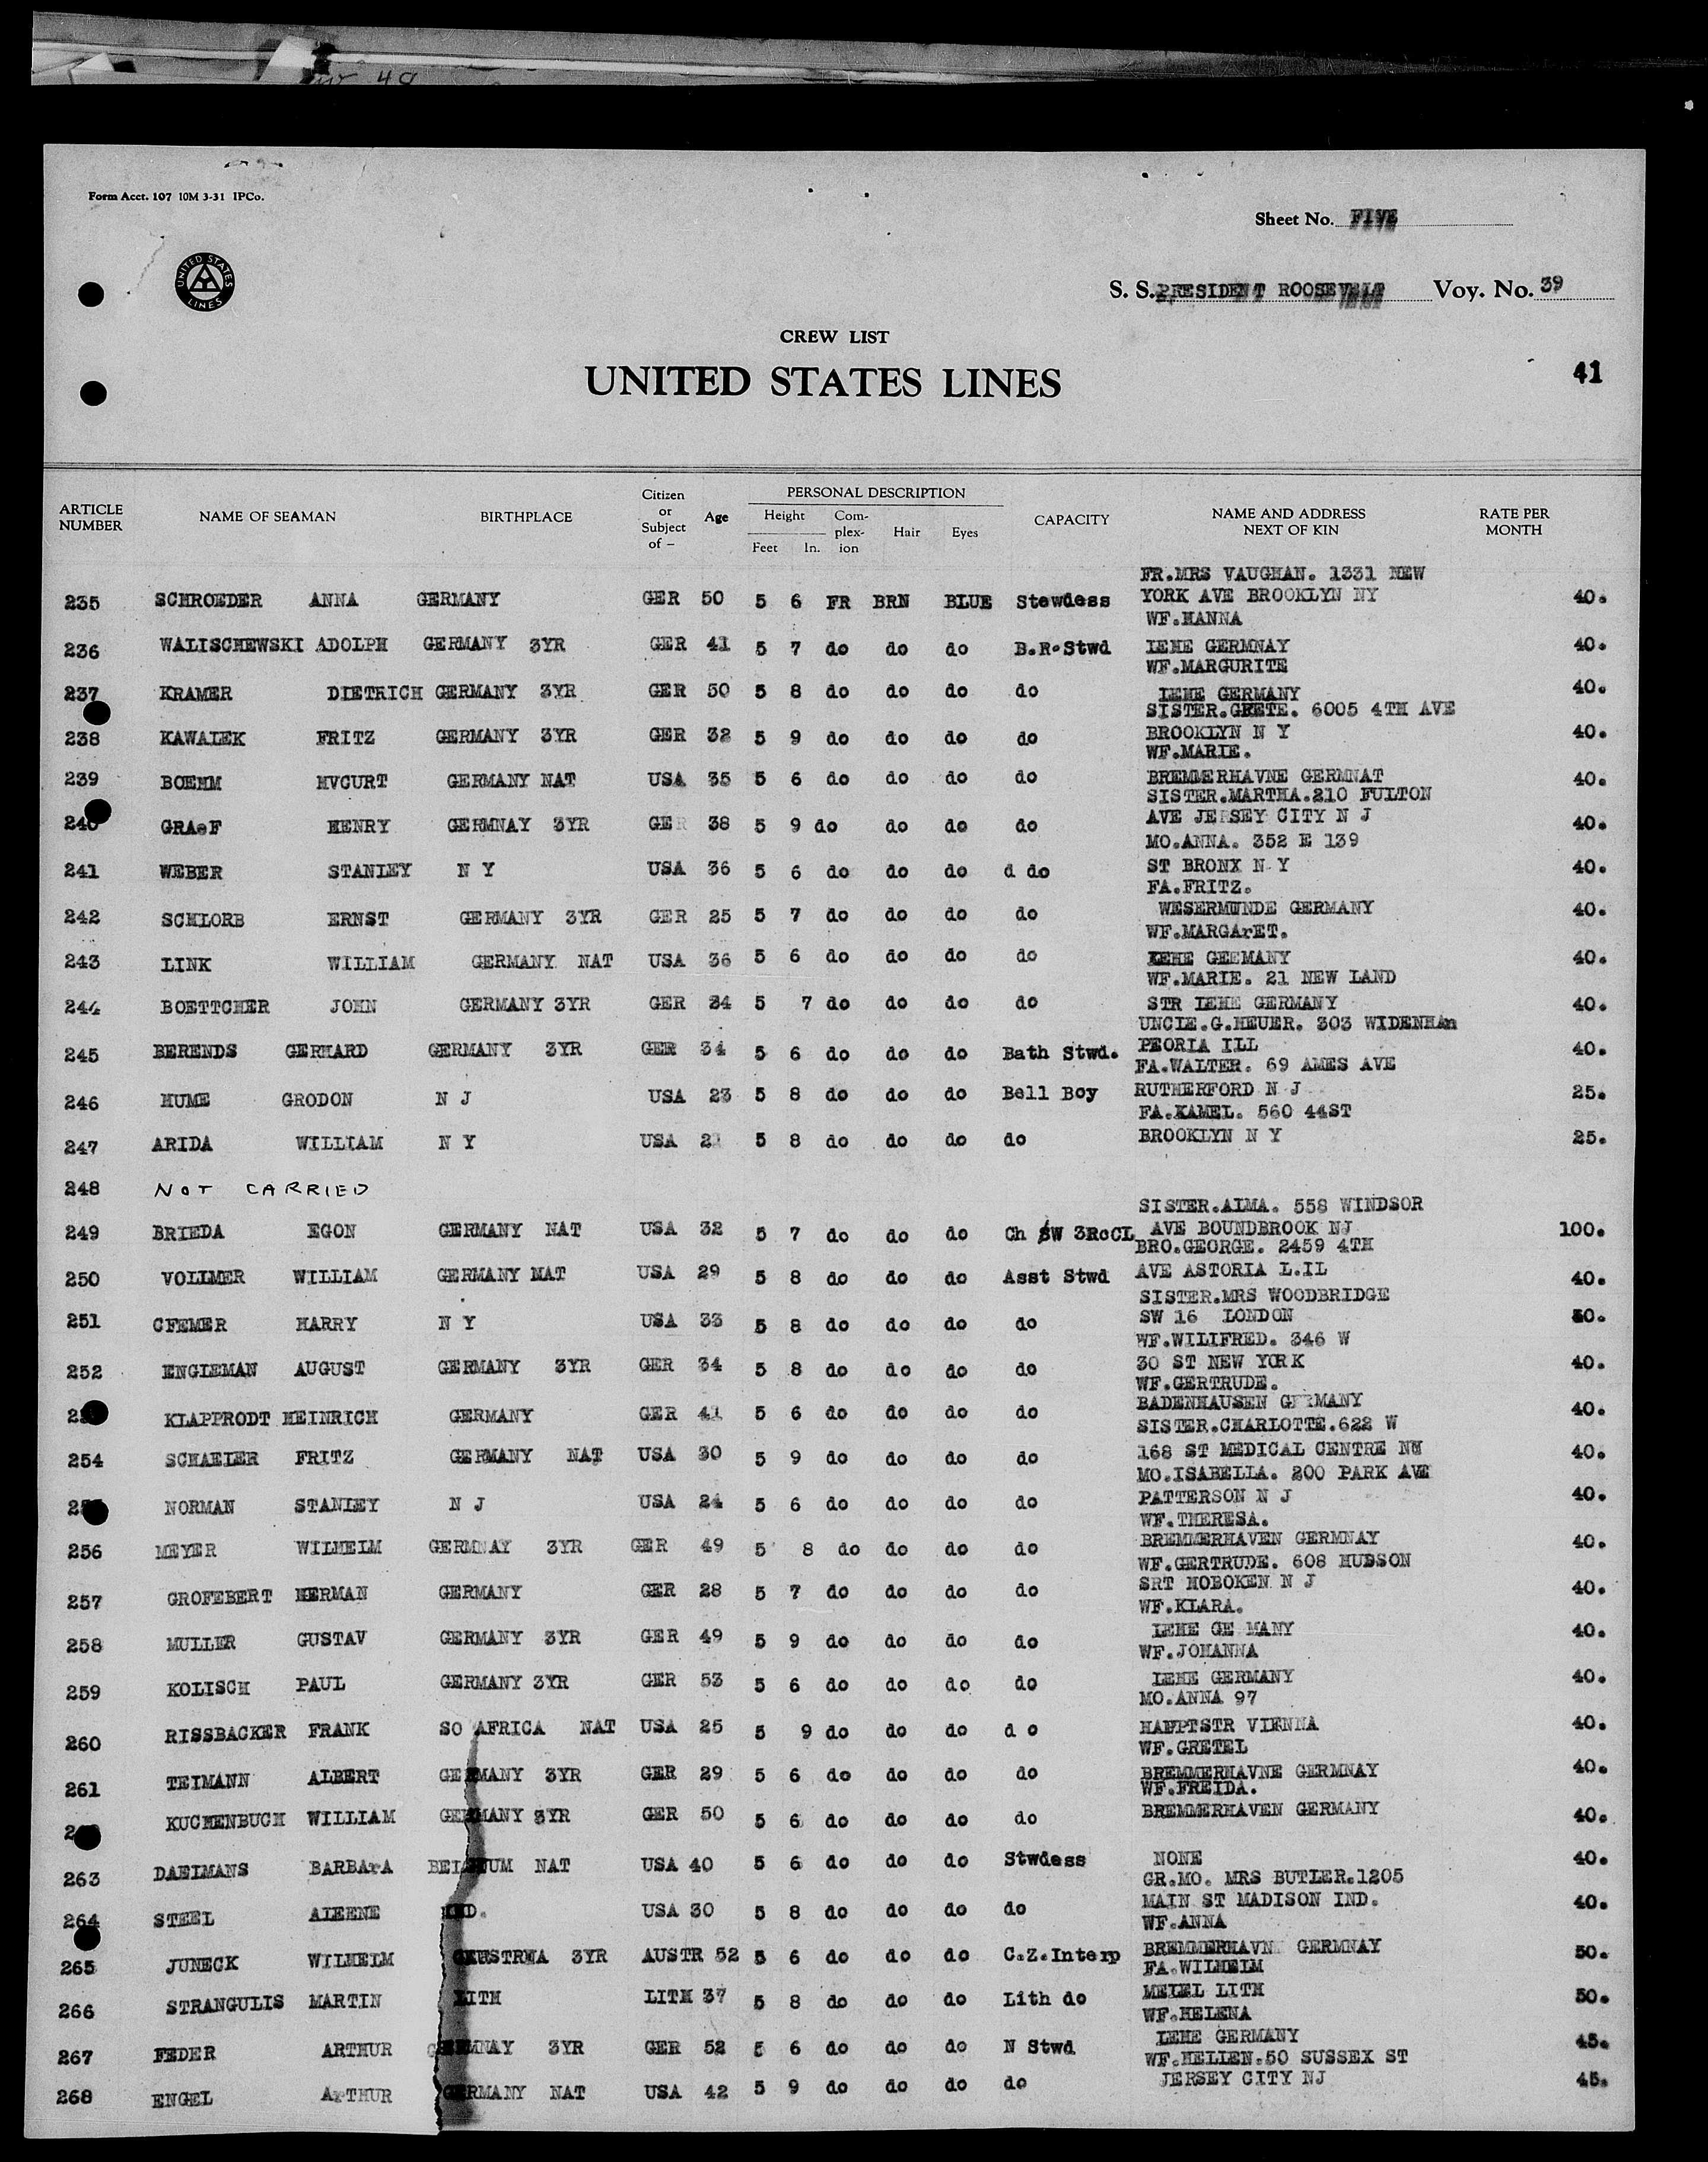 Form Acct. 107 10M 3-31 IPCo.
Sheet No. FIVE
UNITED STATES LINES
S. S. PRESIDENT ROOSEVELT Voy. No. 39
CREW LIST
UNITED STATES LINES
41
ARTICLE NUMBER NAME OF SEAMAN BIRTHPLACE Citizen or Subject of – Age PERSONAL DESCRIPTION Height Feet In. Com- plex- ion Hair Eyes CAPACITY NAME AND ADDRESS NEXT OF KIN RATE PER MONTH
FR.MRS VAUGHAN. 1331 NEW
235 SCHROEDER ANNA GERMANY GER 50 5 6 FR BRN BLUE Stewdess YORK AVE BROOKLYN NY 40.
WF.HANNA
236 WALISCHEWSKI ADOLPH GERMANY 3YR GER 41 5 7 do do do B.R.Stwd LEHE GERMNAY 40.
WF.MARGURITE
237 KRAMER DIETRICH GERMANY 3YR GER 50 5 8 do do do do LEHE GERMANY 40.
SISTER.GRETE. 6005 4TH AVE
238 KAWALEK FRITZ GERMANY 3YR GER 32 5 9 do do do do BROOKLYN N Y 40.
WF.MARIE.
239 BOEHM HVCURT GERMANY NAT USA 35 5 6 do do do do BREMMERHAVNE GERMNAT 40.
SISTER.MARTHA.210 FULTON
240 GRAeF HENRY GERMNAY 3YR GER 38 5 9 do do do do AVE JERSEY CITY N J 40.
MO.ANNA. 352 E 139
241 WEBER STANLEY N Y USA 36 5 6 do do do d do ST BRONX N Y 40.
FA.FRITZ.
242 SCHLORB ERNST GERMANY 3YR GER 25 5 7 do do do do WESERMUNDE GERMANY 40.
WF.MARGArET.
243 LINK WILLIAM GERMANY NAT USA 36 5 6 do do do do LEHE GEEMANY 40.
WF.MARIE. 21 NEW LAND
244 BOETTCHER JOHN GERMANY 3YR GER 34 5 7 do do do do STR LEHE GERMANY 40.
UNCLE.G.HEUER. 303 WIDENHAm
245 BERENDS GERHARD GERMANY 3YR GER 34 5 6 do do do Bath Stwd. PEORIA ILL 40.
FA.WALTER. 69 AMES AVE
246 HUME GRODON N J USA 23 5 8 do do do Bell Boy RUTHERFORD N J 25.
FA.KAMEL. 560 44ST
247 ARIDA WILLIAM N Y USA 21 5 8 do do do do BROOKLYN N Y 25.
248 NOT CARRIED
SISTER.ALMA. 558 WINDSOR
249 BRIEDA EGON GERMANY NAT USA 32 5 7 do do do Ch SW 3RoCL AVE BOUNDBROOK NJ 100.
BRO.GEORGE. 2459 4TH
250 VOLLMER WILLIAM GERMANY NAT USA 29 5 8 do do do Asst Stwd AVE ASTORIA L.IL 40.
SISTER.MRS WOODBRIDGE
251 CFEMER HARRY N Y USA 33 5 8 do do do do SW 16 LONDON
WF.WILIFRED. 346 W
252 ENGLEMAN AUGUST GERMANY 3YR GER 34 5 8 do do do do 30 ST NEW YORK 40.
WF.GERTRUDE.
KLAPPRODT HEINRICH GERMANY GER 41 5 6 do do do do BADENHAUSEN GERMANY 40.
SISTER.CHARLOTTE.622 W
254 SCHAELER FRITZ GERMANY NAT USA 30 5 9 do do do do 168 ST MEDICAL CENTRE NY 40.
MO.ISABELLA. 200 PARK AVE
NORMAN STANLEY N J USA 24 5 6 do do do do PATTERSON N J 40.
WF.THERESA.
256 MEYER WILHELM GERMNAY 3YR GER 49 5 8 do do do do BREMMERHAVEN GERMNAY 40.
WF.GERTRUDE. 608 HUDSON
257 GROFEBERT HERMAN GERMANY GER 28 5 7 do do do do SRT HOBOKEN N J 40.
WF.KLARA.
258 MULLER GUSTAV GERMANY 3YR GER 49 5 9 do do do do LEHE GE MANY 40.
WF.JOHANNA
259 KOLISCH PAUL GERMANY 3YR GER 53 5 6 do do do do LEHE GERMANY 40.
MO.ANNA 97
260 RISSBACKER FRANK SO AFRICA NAT USA 25 5 9 do do do d o HAUPTSTR VIENNA 40.
WF.GRETEL
261 TEIMANN ALBERT GERMANY 3YR GER 29 5 6 do do do do BREMMERHAVNE GERMNAY 40.
WF.FREIDA.
KUCHENBUCH WILLIAM GERMANY 3YR GER 50 5 6 do do do do BREMMERHAVEN GERMANY 40.
263 DAELMANS BARBArA BELGIUM NAT USA 40 5 6 do do do Stwdess NONE 40.
GR.MO. MRS BUTLER.1205
264 STEEL ALEENE IND. USA 30 5 8 do do do do MAIN ST MADISON IND. 40.
WF.ANNA
265 JUNECK WILHELM 3YR AUSTR 52 5 6 do do do C.Z.Interp BREMMERHAVN GERMNAY 50.
FA.WILHELM
266 STRANGULIS MARTIN LITH LITH 37 5 8 do do do Lith do MELEL LITH 50.
WF.HELENA
267 FEDER ARTHUR GERMNAY 3YR GER 52 5 6 do do do N Stwd LEHE GERMANY 45.
WF.HELLEN.50 SUSSEX ST
268 ENGEL ArTHUR GERMANY NAT USA 42 5 9 do do do do JERSEY CITY NJ 45.